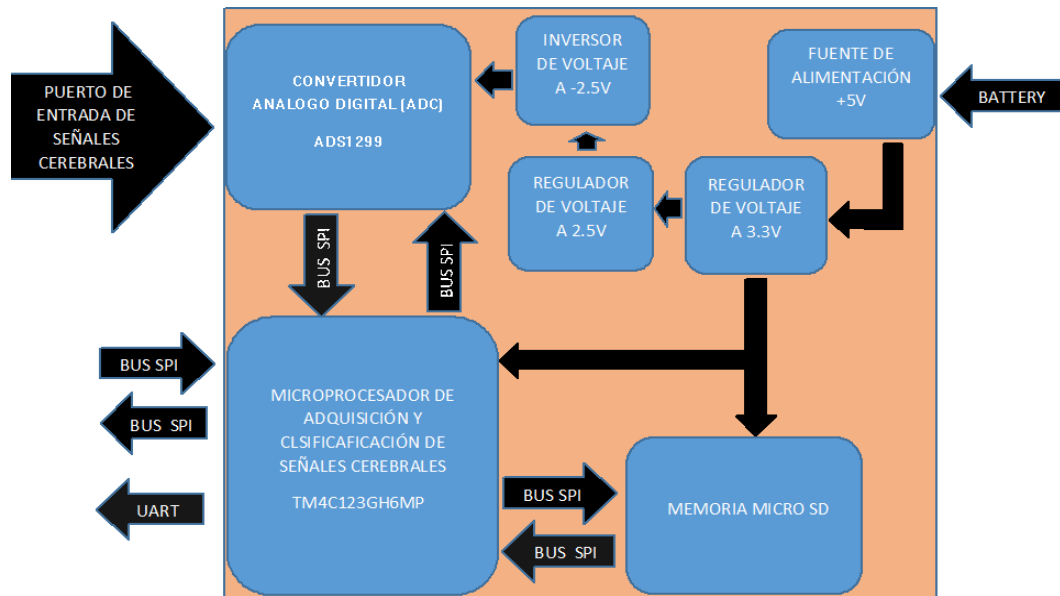 PUERTO DE
ENTRADA DE
SEÑALES
CEREBRALES
CONVERTIDOR
ANALOGO DIGITAL (ADC)
ADS1299
INVERSOR
DE VOLTAJE
A -2.5V
FUENTE DE
ALIMENTACIÓN
+5V
BATTERY
REGULADOR
DE VOLTAJE
A 2.5V
REGULADOR
DE VOLTAJE
A 3.3V
BUS SPI
BUS SPI
BUS SPI
BUS SPI
UART
MICROPROCESADOR DE
ADQUISICIÓN Y
CLSIFICAFICACIÓN DE
SEÑALES CEREBRALES
TM4C123GH6MP
BUS SPI
BUS SPI
MEMORIA MICRO SD